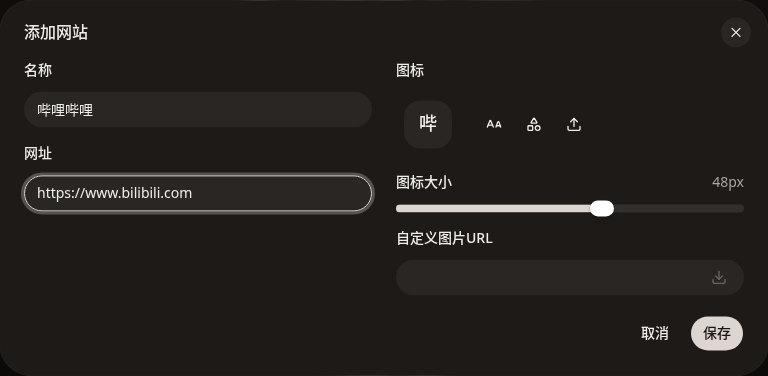 添加网站
名称
哔哩哔哩
网址
https://www.bilibili.com
图标
哔
AA
图标大小
48px
自定义图片URL
取消
保存